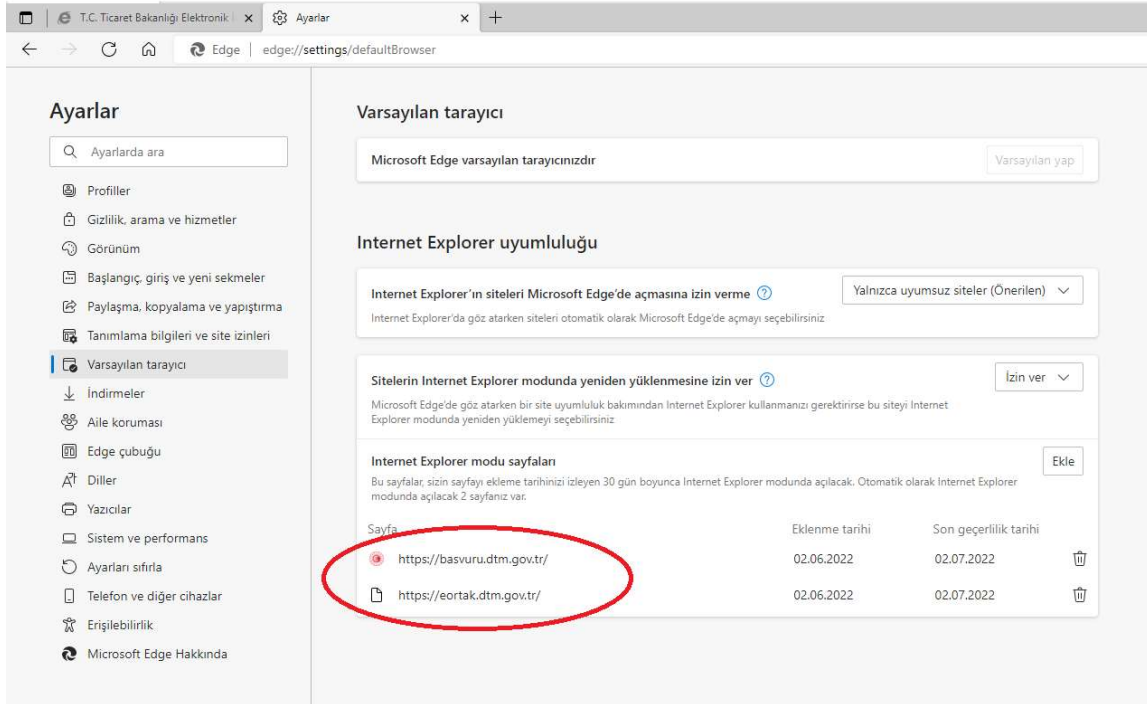 T.C. Ticaret Bakanlığı Elektronik
Ayarlar
Edge | edge://settings/defaultBrowser
Ayarlar
Ayarlarda ara
Profiller
Gizlilik, arama ve hizmetler
Görünüm
Başlangıç, giriş ve yeni sekmeler
Paylaşma, kopyalama ve yapıştırma
Tanımlama bilgileri ve site izinleri
Varsayılan tarayıcı
İndirmeler
Aile koruması
Edge çubuğu
Diller
Yazıcılar
Sistem ve performans
Ayarları sıfırla
Telefon ve diğer cihazlar
Erişilebilirlik
Microsoft Edge Hakkında
Varsayılan tarayıcı
Microsoft Edge varsayılan tarayıcınızdır
Varsayılan yap
Internet Explorer uyumluluğu
Internet Explorer'ın siteleri Microsoft Edge'de açmasına izin verme
Yalnızca uyumsuz siteler (Önerilen)
Internet Explorer'da göz atarken siteleri otomatik olarak Microsoft Edge'de açmayı seçebilirsiniz
Sitelerin Internet Explorer modunda yeniden yüklenmesine izin ver
İzin ver
Microsoft Edge'de göz atarken bir site uyumluluk bakımından Internet Explorer kullanmanızı gerektirirse bu siteyi Internet
Explorer modunda yeniden yüklemeyi seçebilirsiniz
Internet Explorer modu sayfaları
Ekle
Bu sayfalar, sizin sayfayı ekleme tarihinizi izleyen 30 gün boyunca Internet Explorer modunda açılacak. Otomatik olarak Internet Explorer
modunda açılacak 2 sayfanız var.
Sayfa Eklenme tarihi Son geçerlilik tarihi
https://basvuru.dtm.gov.tr/ 02.06.2022 02.07.2022
https://eortak.dtm.gov.tr/ 02.06.2022 02.07.2022